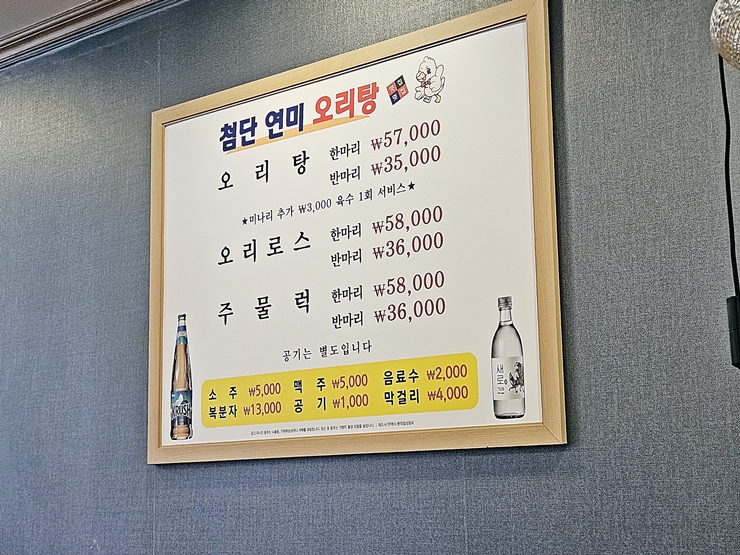 첨단 연미 오리탕
오리탕 한마리 ₩57,000
반마리 ₩35,000
★미나리 추가 ₩3,000 육수 1회 서비스★
오리로스 한마리 ₩58,000
반마리 ₩36,000
주물럭 한마리 ₩58,000
반마리 ₩36,000
공기는 별도입니다
소주 ₩5,000 맥주 ₩5,000 음료수 ₩2,000
복분자 ₩13,000 공기 ₩1,000 막걸리 ₩4,000
KRUSH
새로